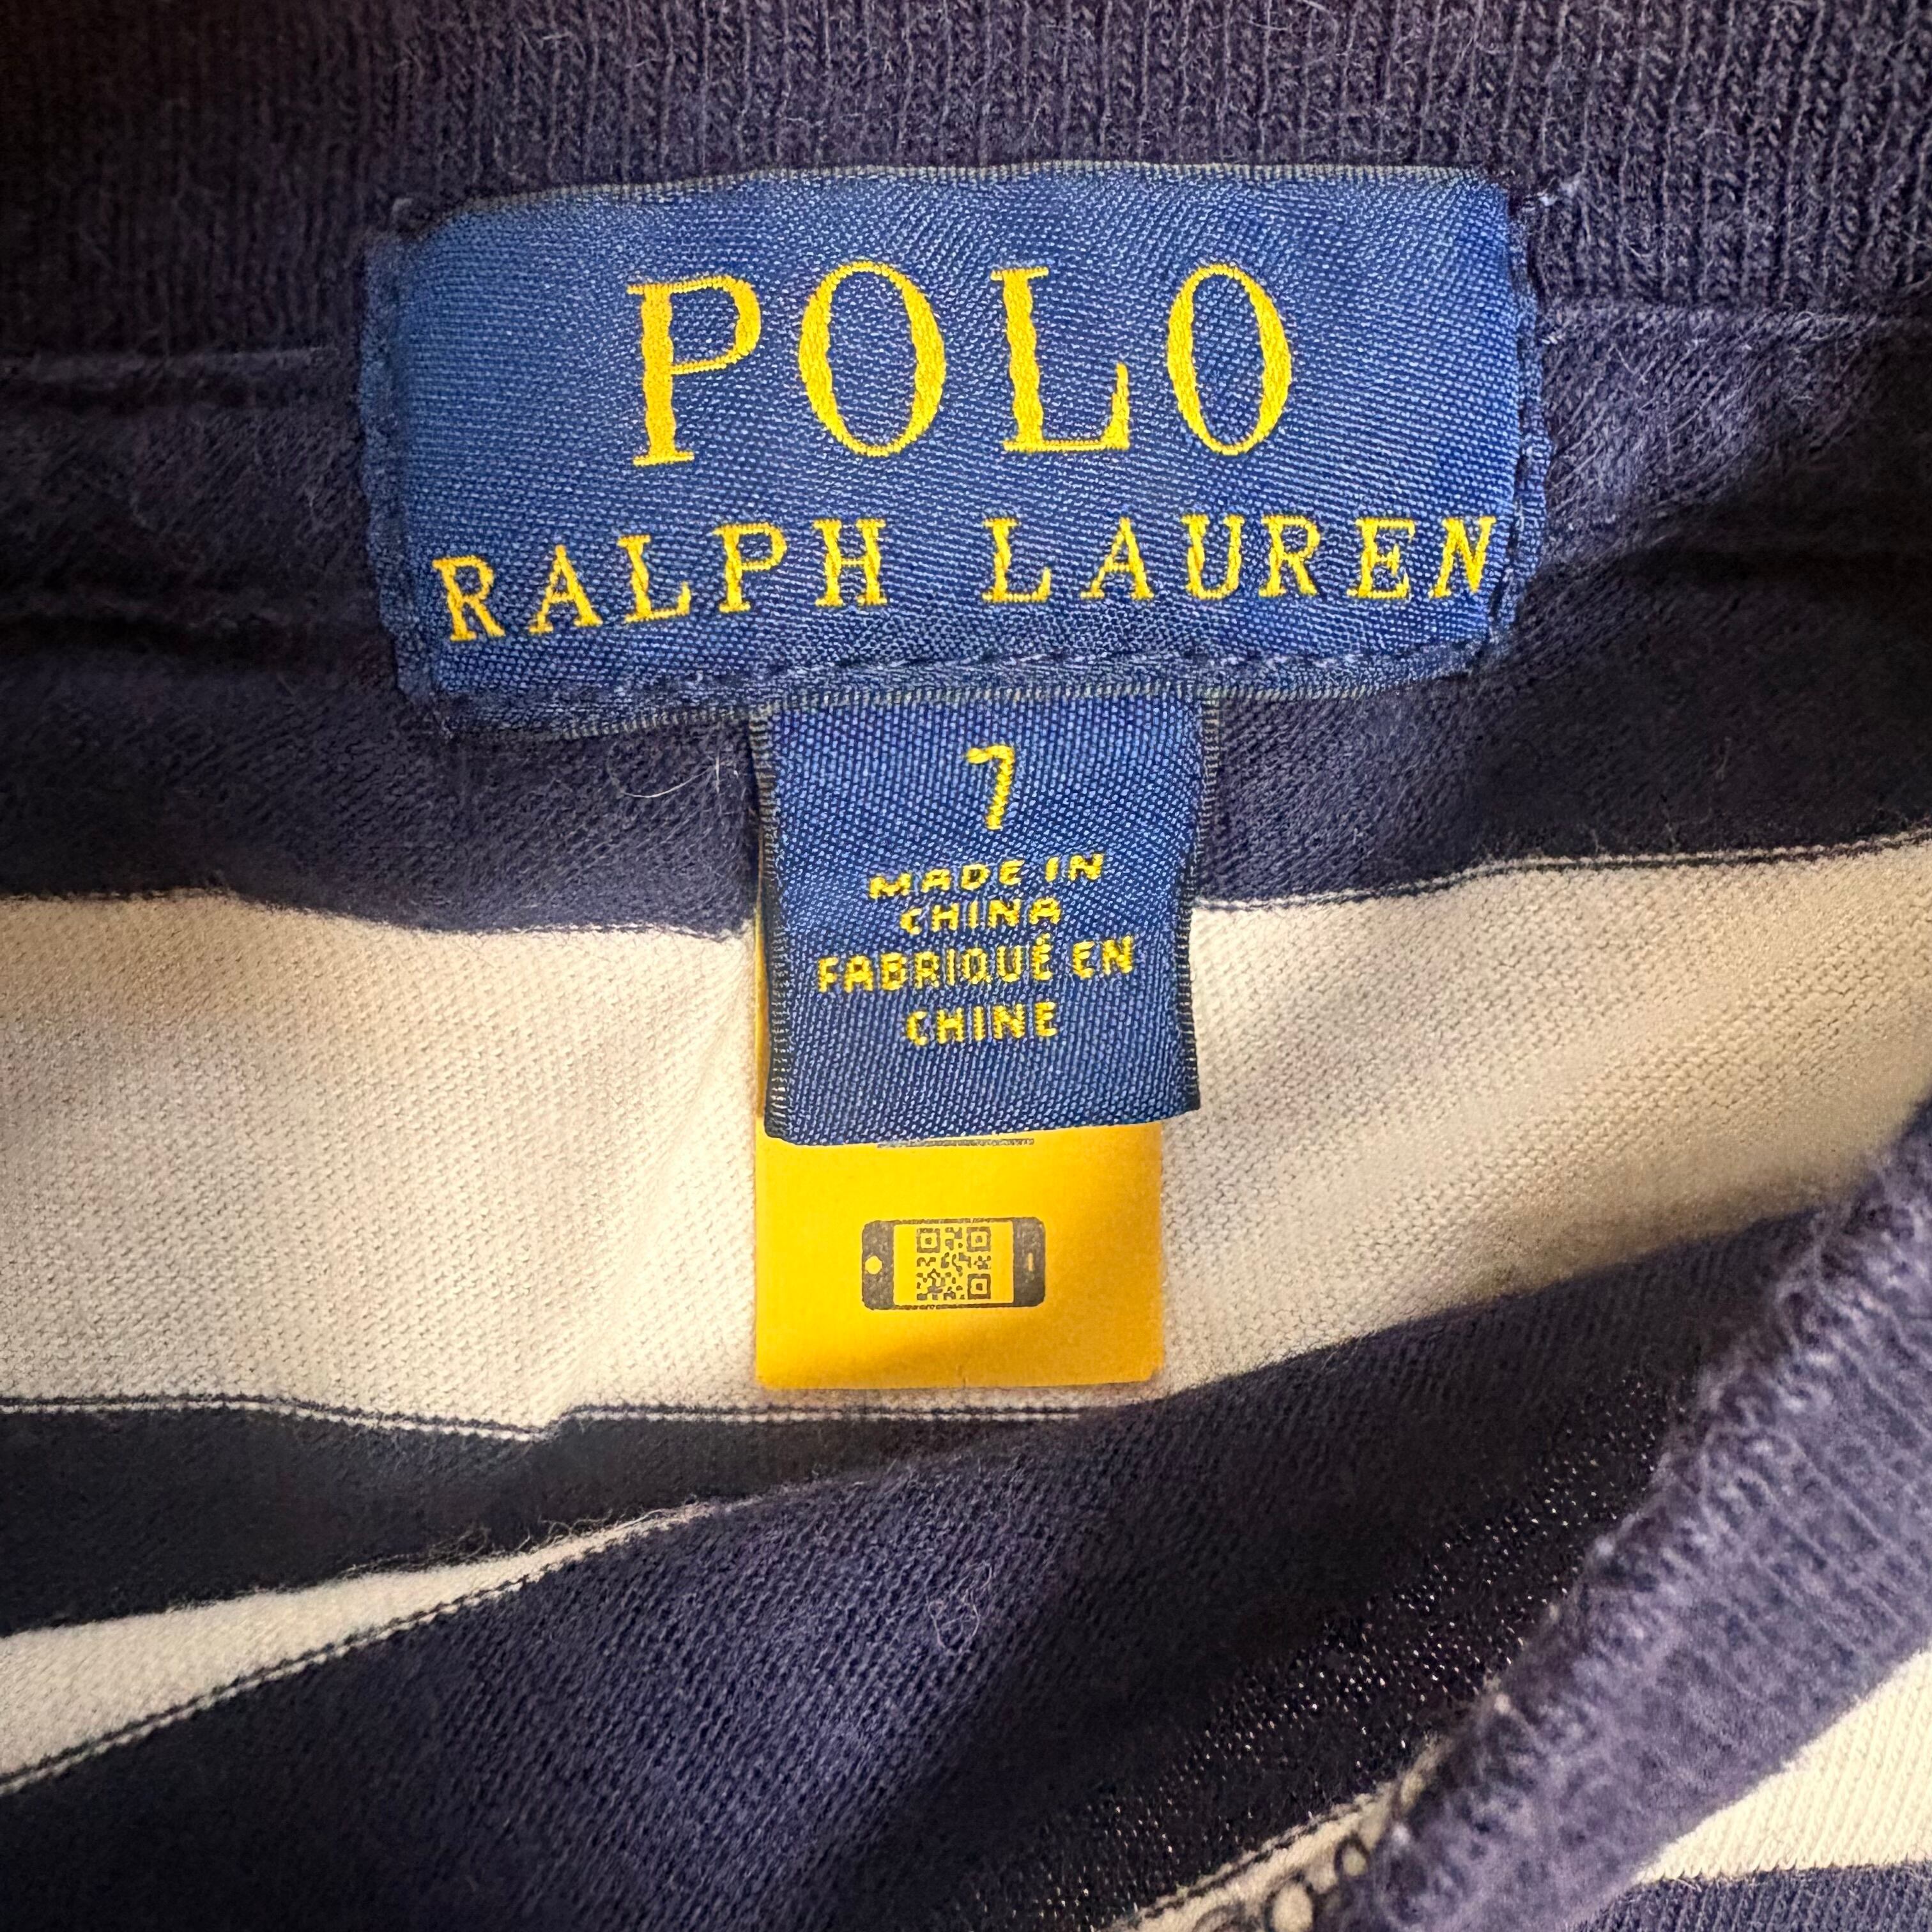 POLO
RALPH LAUREN
7
MADE IN
CHINA
FABRIQUÉ EN
CHINE